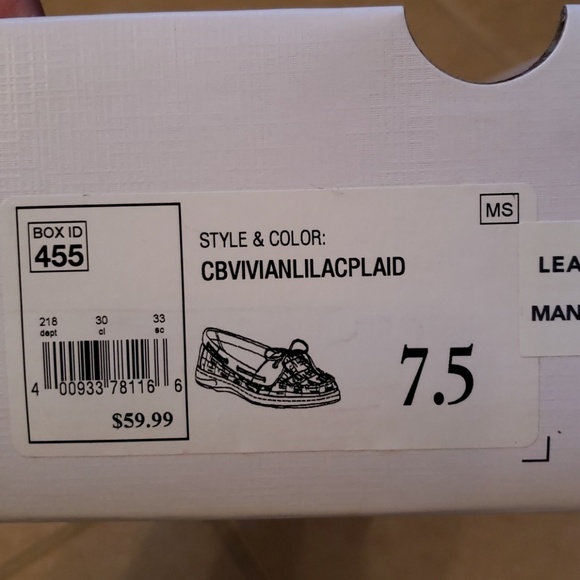 MS
BOX ID
455
STYLE & COLOR:
CBVIVIANLILACPLAID
LEA
MAN
218 30 33
dept cl sc
4 00933 78116 6
$59.99
7.5